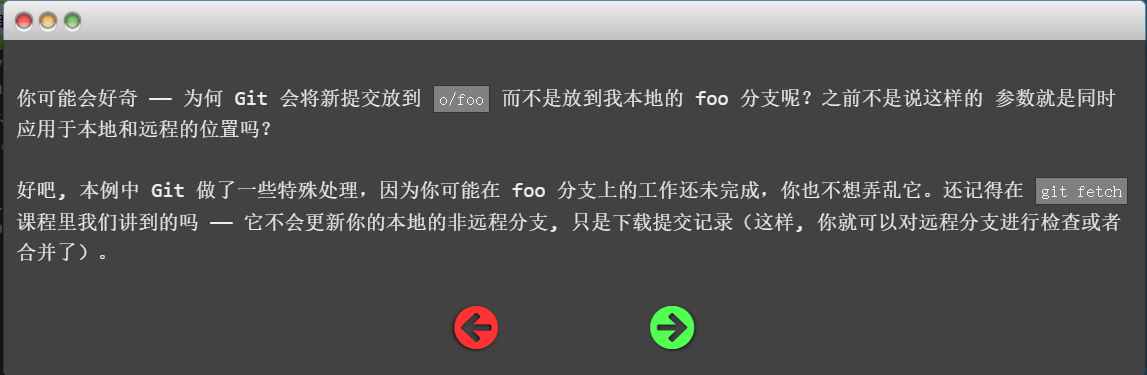 你可能会好奇 —— 为何 Git 会将新提交放到 o/foo 而不是放到我本地的 foo 分支呢？之前不是说这样的 参数就是同时
应用于本地和远程的位置吗？
好吧, 本例中 Git 做了一些特殊处理，因为你可能在 foo 分支上的工作还未完成，你也不想弄乱它。还记得在 git fetch
课程里我们讲到的吗 —— 它不会更新你的本地的非远程分支, 只是下载提交记录（这样, 你就可以对远程分支进行检查或者
合并了）。